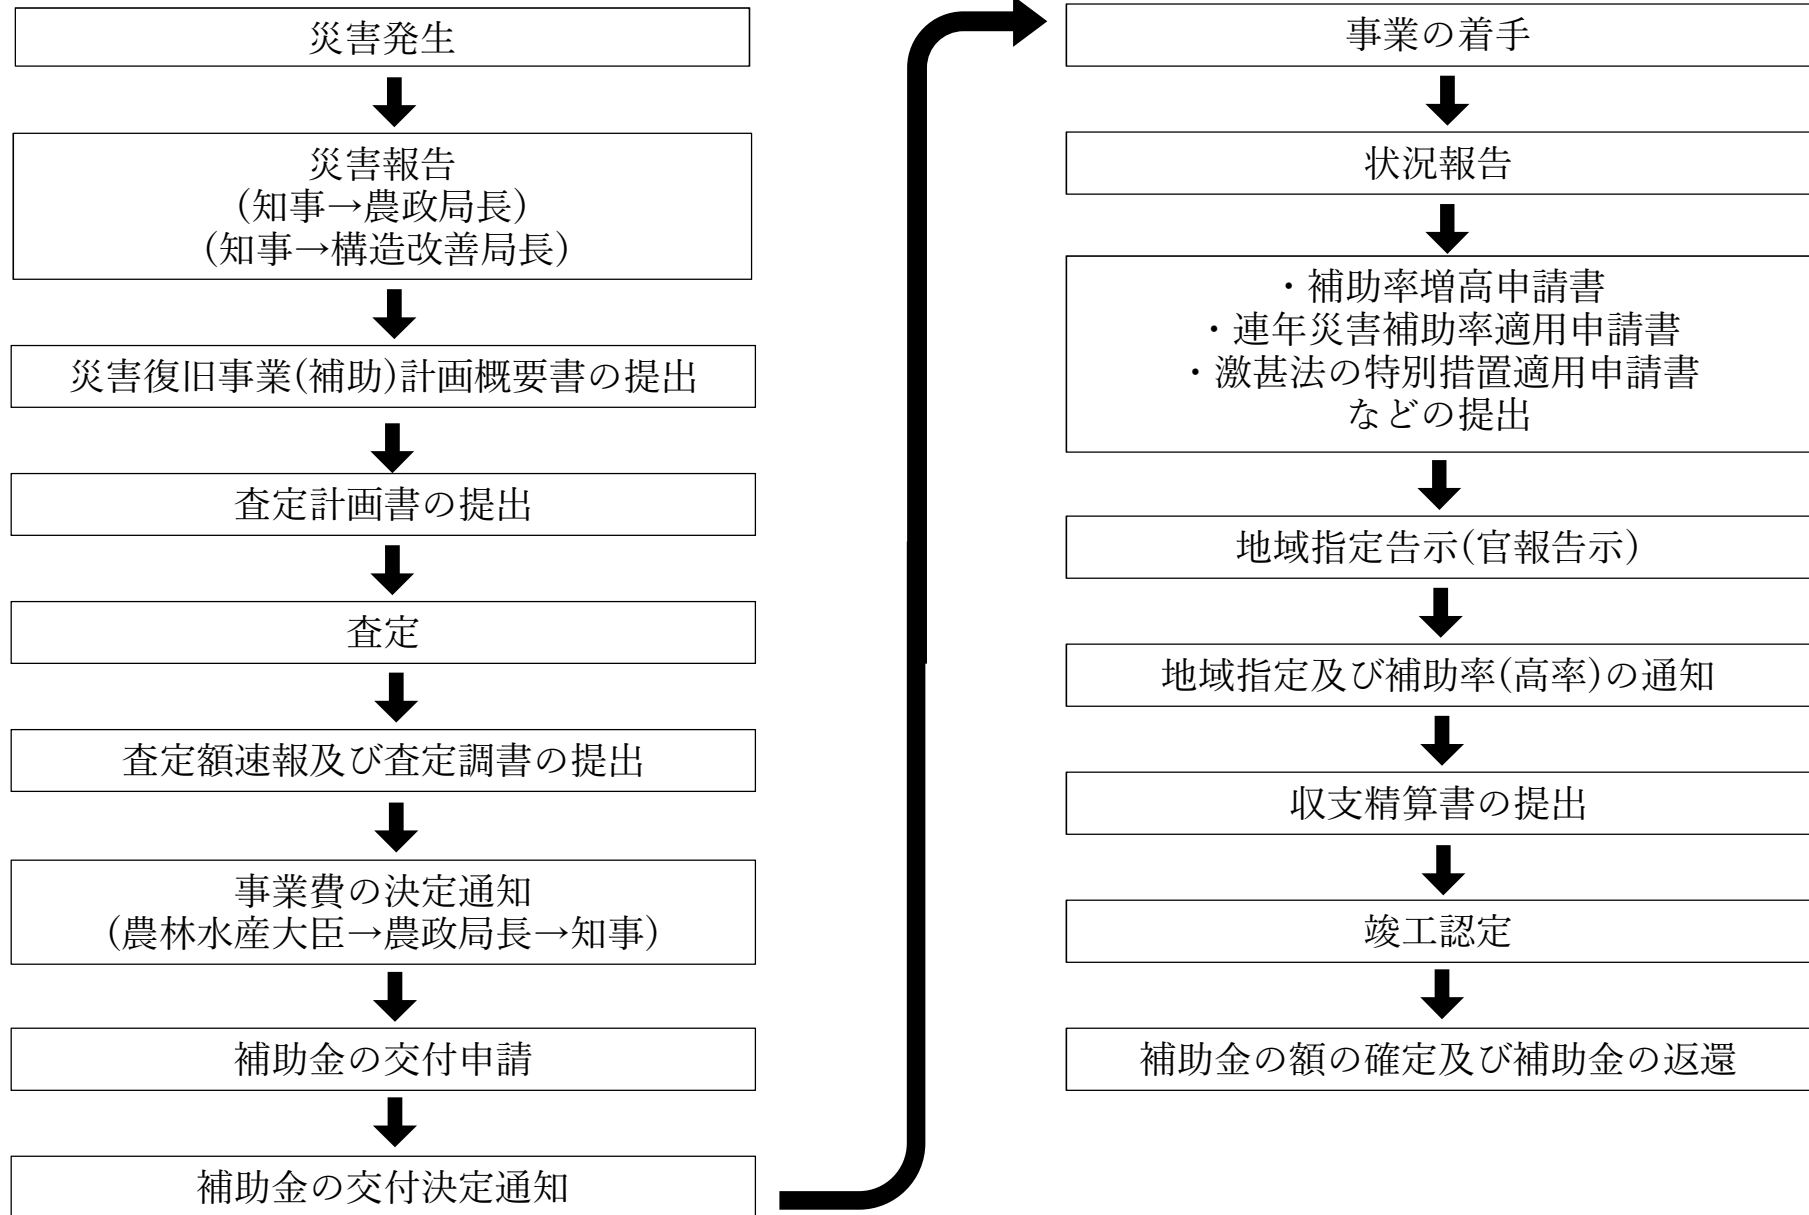 災害発生
災害報告
(知事→農政局長)
(知事→構造改善局長)
災害復旧事業(補助)計画概要書の提出
査定計画書の提出
査定
査定額速報及び査定調書の提出
事業費の決定通知
(農林水産大臣→農政局長→知事)
補助金の交付申請
補助金の交付決定通知
事業の着手
状況報告
・補助率増高申請書
・連年災害補助率適用申請書
・激甚法の特別措置適用申請書
などの提出
地域指定告示(官報告示)
地域指定及び補助率(高率)の通知
収支精算書の提出
竣工認定
補助金の額の確定及び補助金の返還